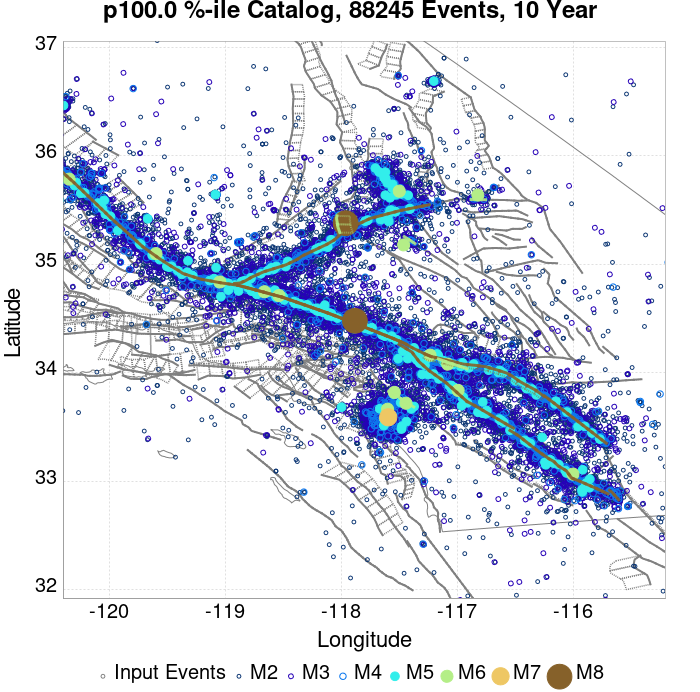 p100.0 %-ile Catalog, 88245 Events, 10 Year
37
36
35
34
33
32
Latitude
-120 -119 -118 -117 -116
Longitude
Input Events M2 M3 M4 M5 M6 M7 M8